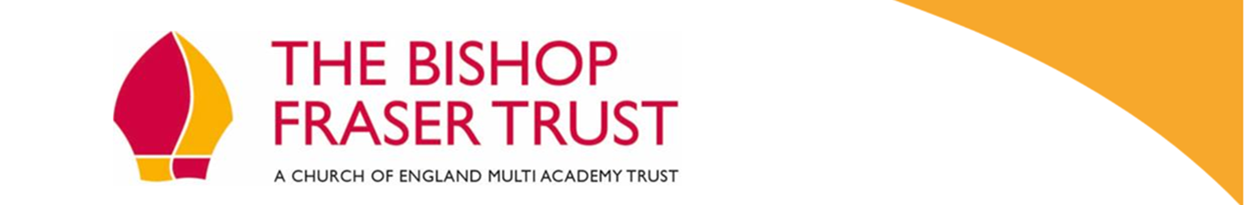 THE BISHOP
FRASER TRUST
A CHURCH OF ENGLAND MULTI ACADEMY TRUST